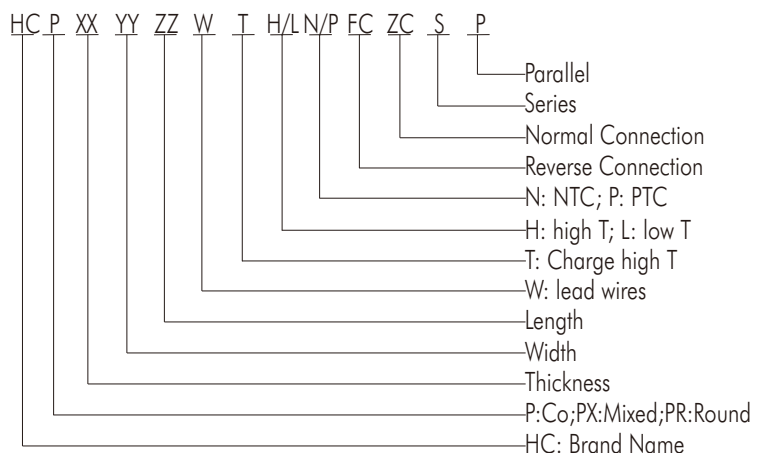 HC P XX YY ZZ W T H/L N/P FC ZC S P
Parallel
Series
Normal Connection
Reverse Connection
N: NTC; P: PTC
H: high T; L: low T
T: Charge high T
W: lead wires
Length
Width
Thickness
P:Co;PX:Mixed;PR:Round
HC: Brand Name